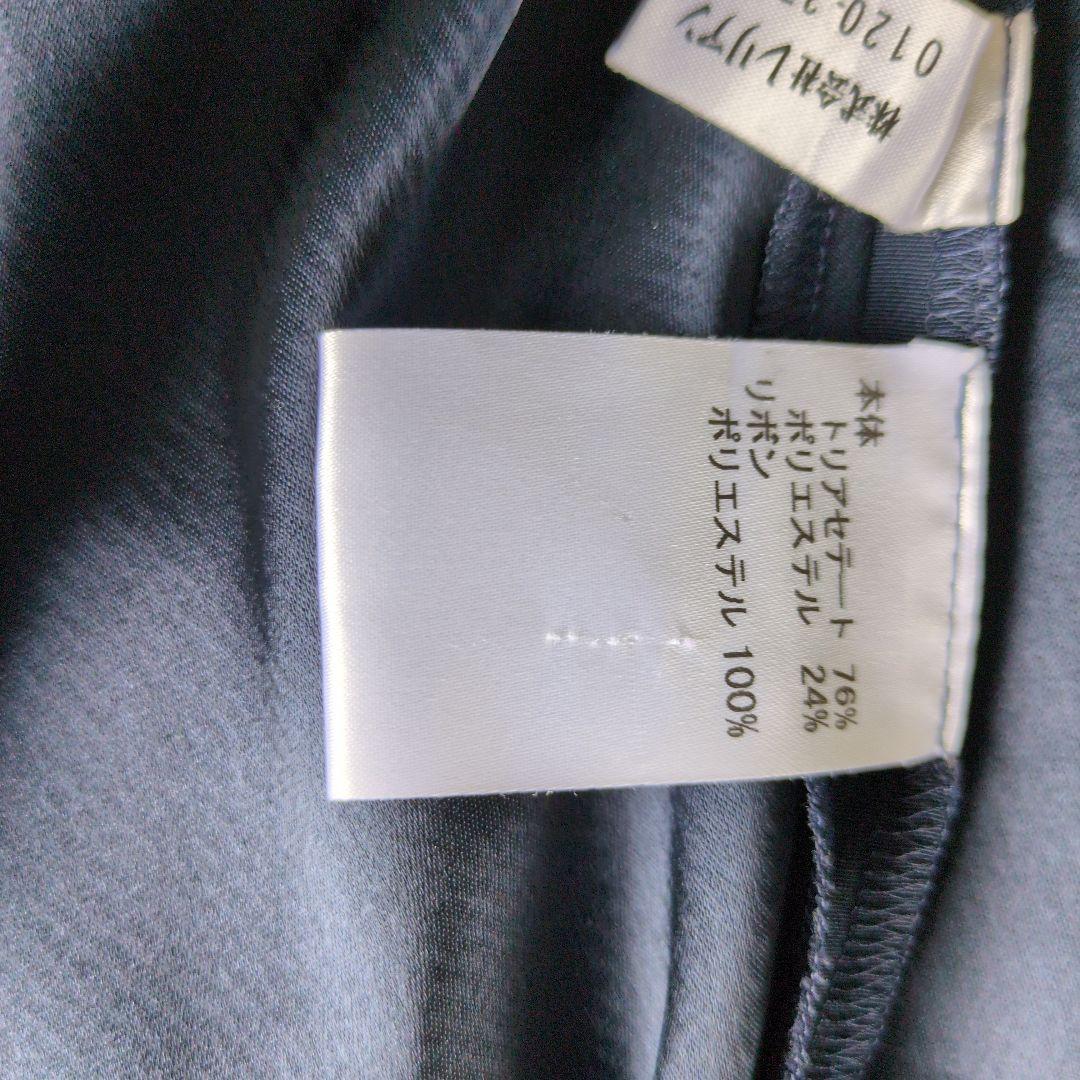 株式会社レリアン
0120-2
本体
トリアセテート 76%
ポリエステル 24%
リボン
ポリエステル 100%